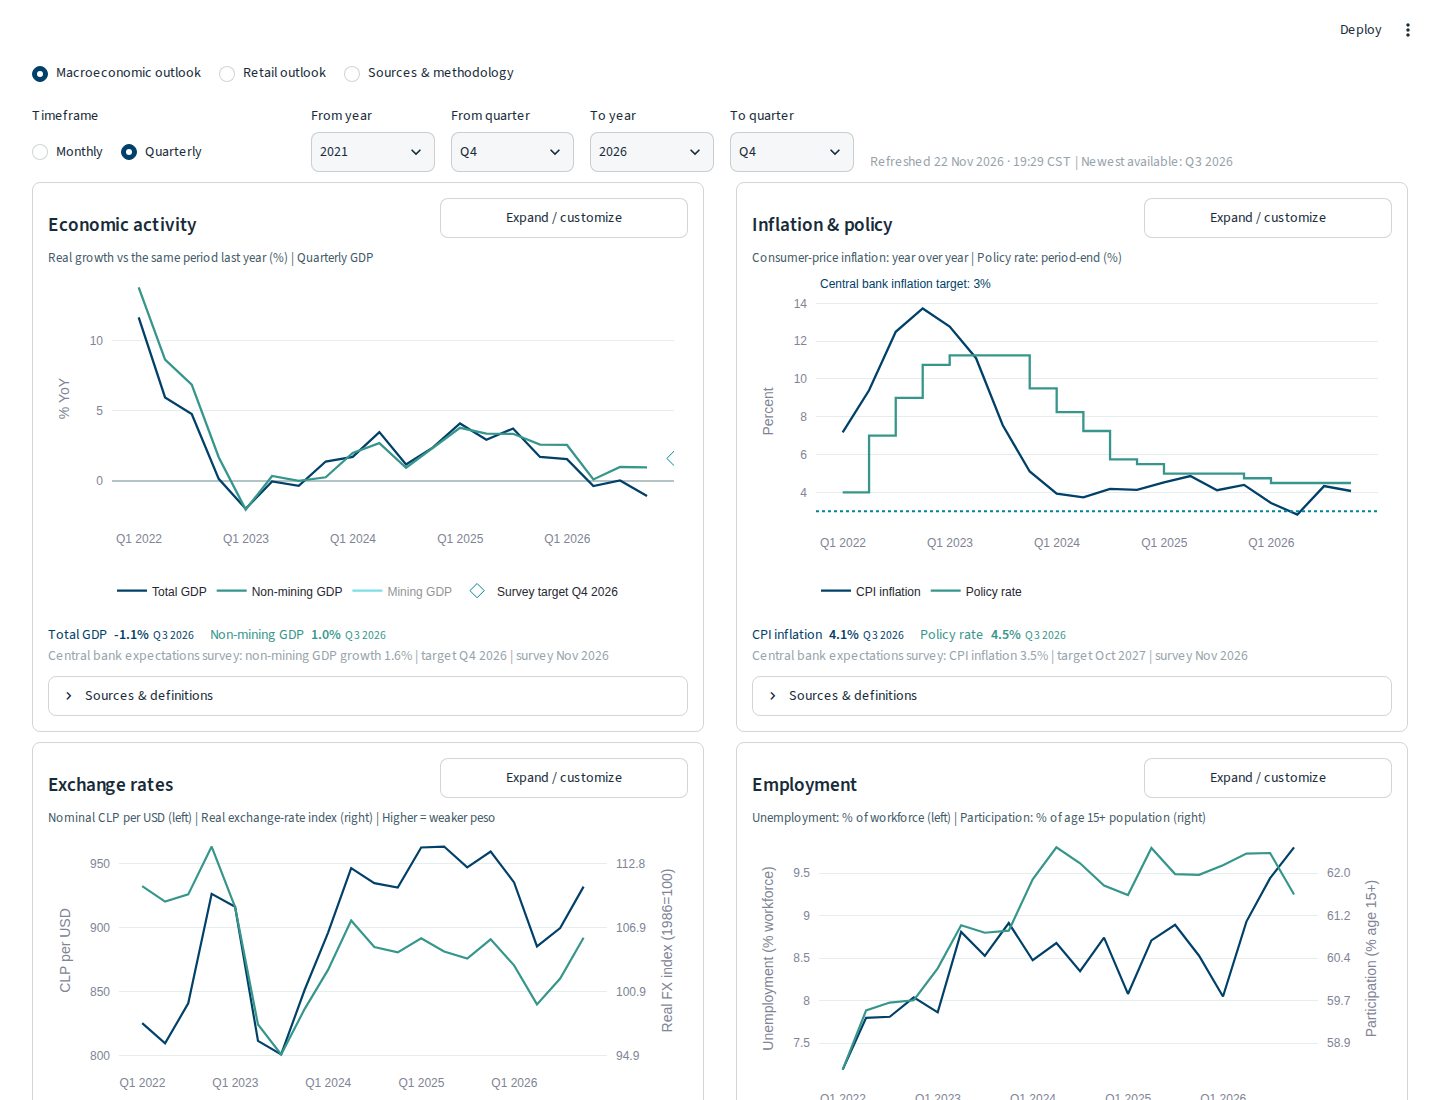 Deploy
Macroeconomic outlook Retail outlook Sources & methodology
Timeframe From year From quarter To year To quarter
Monthly Quarterly 2021 Q4 2026 Q4 Refreshed 22 Nov 2026 · 19:29 CST | Newest available: Q3 2026
Economic activity Expand / customize
Real growth vs the same period last year (%) | Quarterly GDP
% YoY
10
5
0
Q1 2022 Q1 2023 Q1 2024 Q1 2025 Q1 2026
Total GDP Non-mining GDP Mining GDP Survey target Q4 2026
Total GDP -1.1% Q3 2026 Non-mining GDP 1.0% Q3 2026
Central bank expectations survey: non-mining GDP growth 1.6% | target Q4 2026 | survey Nov 2026
Sources & definitions
Inflation & policy Expand / customize
Consumer-price inflation: year over year | Policy rate: period-end (%)
Central bank inflation target: 3%
Percent
14
12
10
8
6
4
Q1 2022 Q1 2023 Q1 2024 Q1 2025 Q1 2026
CPI inflation Policy rate
CPI inflation 4.1% Q3 2026 Policy rate 4.5% Q3 2026
Central bank expectations survey: CPI inflation 3.5% | target Oct 2027 | survey Nov 2026
Sources & definitions
Exchange rates Expand / customize
Nominal CLP per USD (left) | Real exchange-rate index (right) | Higher = weaker peso
CLP per USD
950 112.8
900 106.9
850 100.9
800 94.9
Real FX index (1986=100)
Q1 2022 Q1 2023 Q1 2024 Q1 2025 Q1 2026
Employment Expand / customize
Unemployment: % of workforce (left) | Participation: % of age 15+ population (right)
Unemployment (% workforce)
9.5 62.0
9 61.2
8.5 60.4
8 59.7
7.5 58.9
Participation (% age 15+)
Q1 2022 Q1 2023 Q1 2024 Q1 2025 Q1 2026